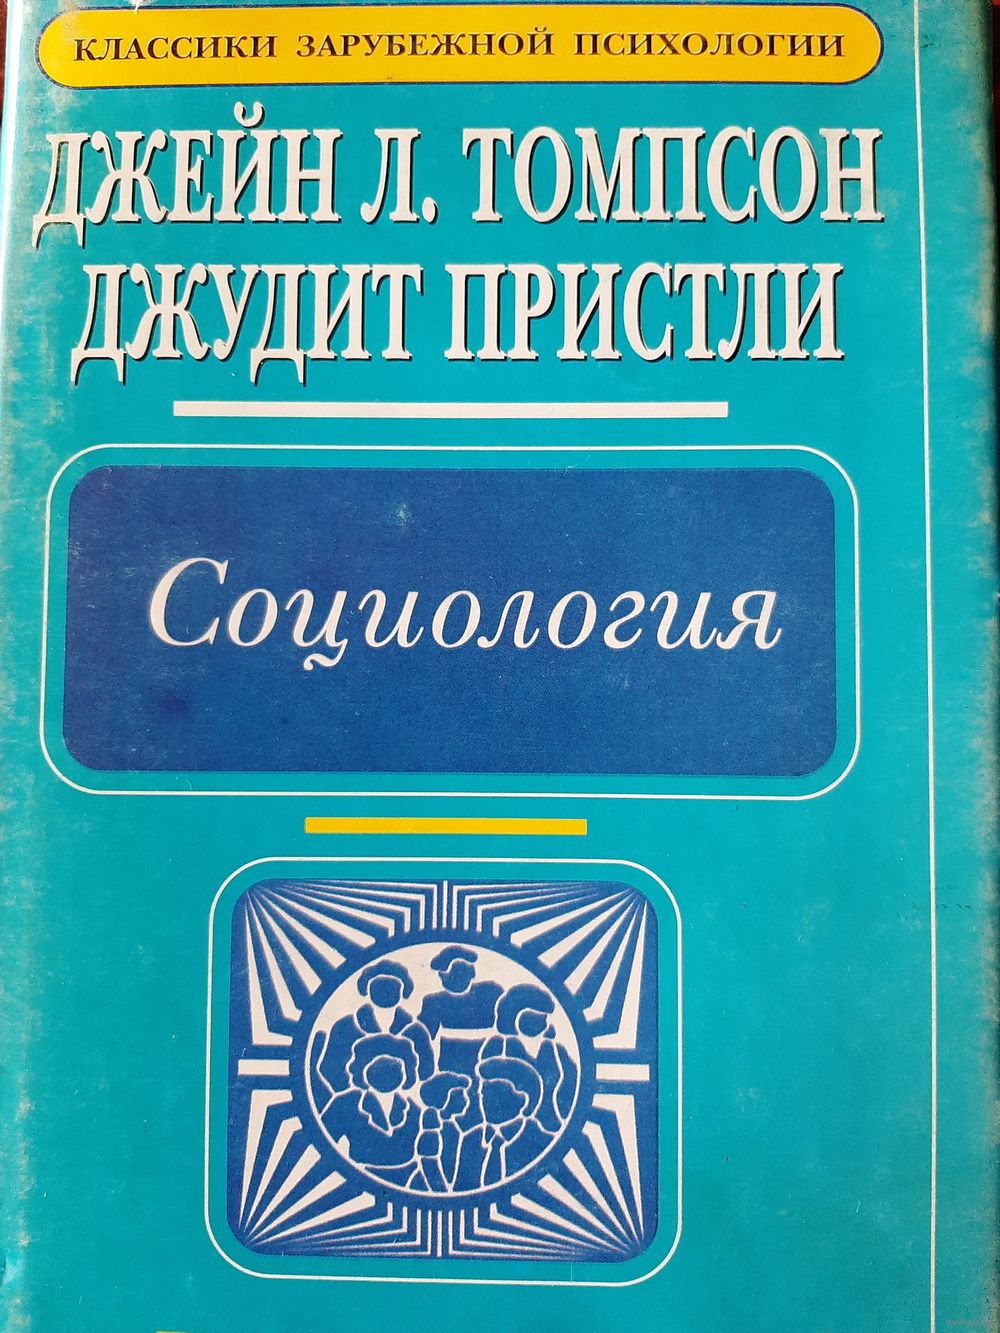 КЛАССИКИ ЗАРУБЕЖНОЙ ПСИХОЛОГИИ
ДЖЕЙН Л. ТОМПСОН
ДЖУДИТ ПРИСТЛИ
Социология